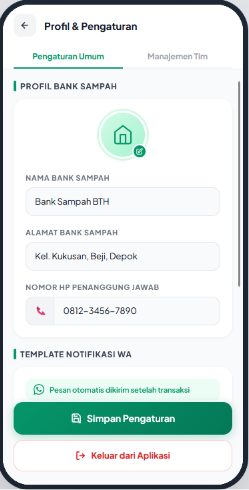 Profil & Pengaturan
Pengaturan Umum
Manajemen Tim
PROFIL BANK SAMPAH
NAMA BANK SAMPAH
Bank Sampah BTH
ALAMAT BANK SAMPAH
Kel. Kukusan, Beji, Depok
NOMOR HP PENANGGUNG JAWAB
0812-3456-7890
TEMPLATE NOTIFIKASI WA
Pesan otomatis dikirim setelah transaksi
Simpan Pengaturan
Keluar dari Aplikasi